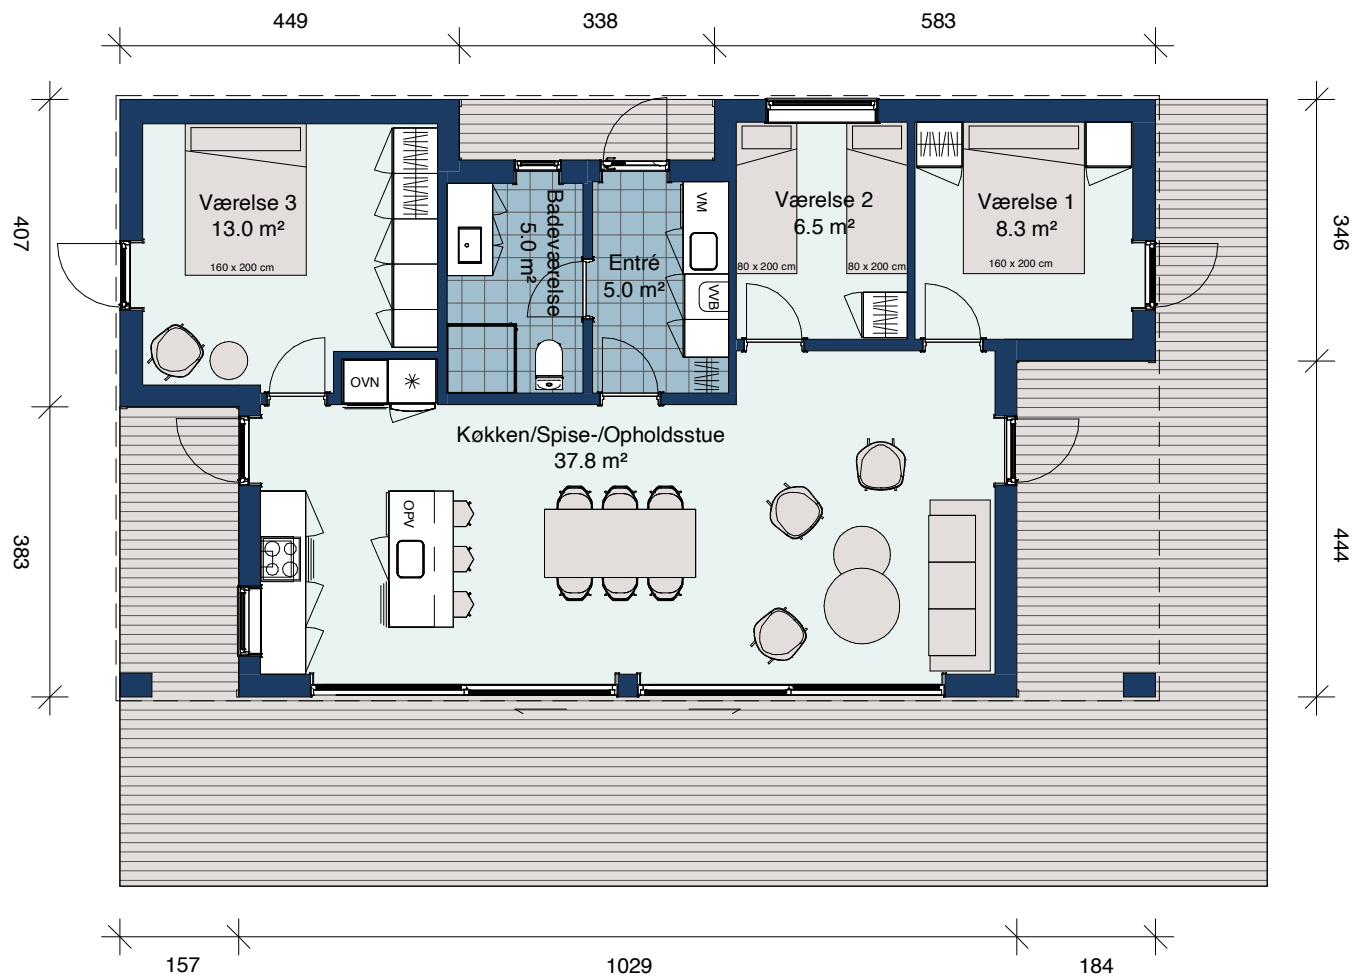 449
338
583
407
383
346
444
Værelse 3
13.0 m²
160 x 200 cm
Badeværelse
5.0 m²
Entré
5.0 m²
VM
VVB
Værelse 2
6.5 m²
80 x 200 cm
80 x 200 cm
Værelse 1
8.3 m²
160 x 200 cm
OVN
Køkken/Spise-/Opholdsstue
37.8 m²
OPV
157
1029
184